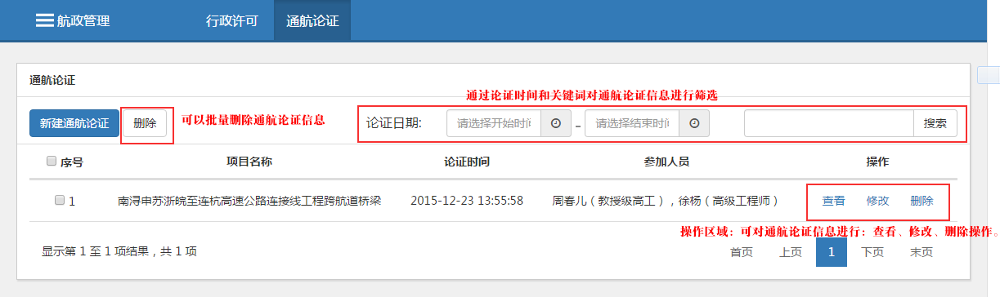 航政管理 行政许可 通航论证
通航论证
通过论证时间和关键词对通航论证信息进行筛选
新建通航论证 删除 可以批量删除通航论证信息 论证日期: 请选择开始时间 - 请选择结束时间 搜索
序号 项目名称 论证时间 参加人员 操作
1 南浔申苏浙皖至连杭高速公路连接线工程跨航道桥梁 2015-12-23 13:55:58 周春儿（教授级高工），徐杨（高级工程师） 查看 修改 删除
操作区域：可对通航论证信息进行：查看、修改、删除操作。
显示第 1 至 1 项结果，共 1 项 首页 上页 1 下页 末页